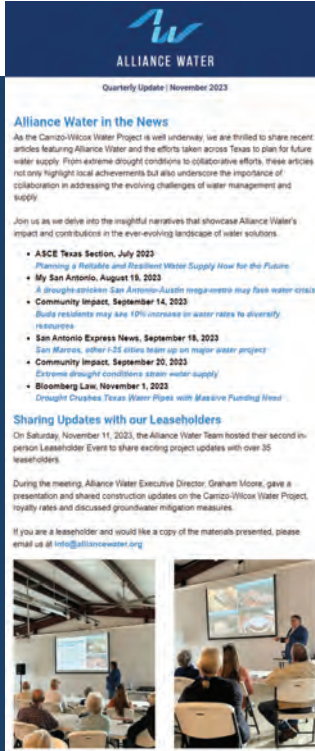 ALLIANCE WATER
Quarterly Update | November 2023
Alliance Water in the News
As the Carrizo-Wilcox Water Project is well underway, we are thrilled to share recent
articles featuring Alliance Water and the efforts taken across Texas to plan for future
water supply. From extreme drought conditions to collaborative efforts, these articles
not only highlight local achievements but also underscore the importance of
collaboration in addressing the evolving challenges of water management and
supply.
Join us as we delve into the insightful narratives that showcase Alliance Water's
impact and contributions in the ever-evolving landscape of water solutions.
• ASCE Texas Section, July 2023
Planning a Reliable and Resilient Water Supply Now for the Future
• My San Antonio, August 19, 2023
A drought-stricken San Antonio-Austin mega-metro may face water crisis
• Community Impact, September 14, 2023
Buda residents may see 10% increase in water rates to diversify
resources
• San Antonio Express News, September 18, 2023
San Marcos, other I-35 cities team up on major water project
• Community Impact, September 20, 2023
Extreme drought conditions strain water supply
• Bloomberg Law, November 1, 2023
Drought Crushes Texas Water Pipes with Massive Funding Need
Sharing Updates with our Leaseholders
On Saturday, November 11, 2023, the Alliance Water Team hosted their second in-
person Leaseholder Event to share exciting project updates with over 35
leaseholders.
During the meeting, Alliance Water Executive Director, Graham Moore, gave a
presentation and shared construction updates on the Carrizo-Wilcox Water Project,
royalty rates and discussed groundwater mitigation measures.
If you are a leaseholder and would like a copy of the materials presented, please
email us at info@alliancewater.org